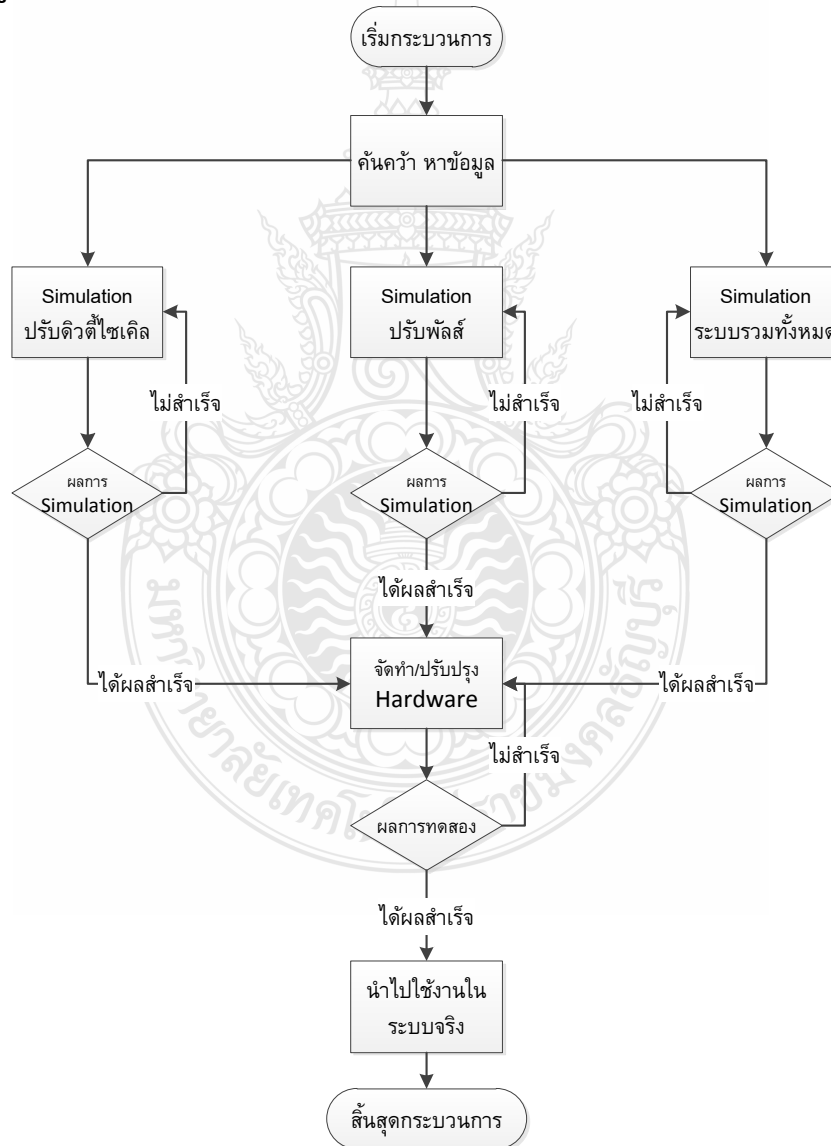 เริ่มกระบวนการ
ค้นคว้า หาข้อมูล
Simulation
ปรับดิวตี้ไซเคิล
Simulation
ปรับพัลส์
Simulation
ระบบรวมทั้งหมด
ไม่สำเร็จ
ไม่สำเร็จ
ไม่สำเร็จ
ผลการ
Simulation
ผลการ
Simulation
ผลการ
Simulation
ได้ผลสำเร็จ
จัดทำ/ปรับปรุง
Hardware
ได้ผลสำเร็จ
ได้ผลสำเร็จ
ไม่สำเร็จ
ผลการทดสอง
ได้ผลสำเร็จ
นำไปใช้งานใน
ระบบจริง
สิ้นสุดกระบวนการ